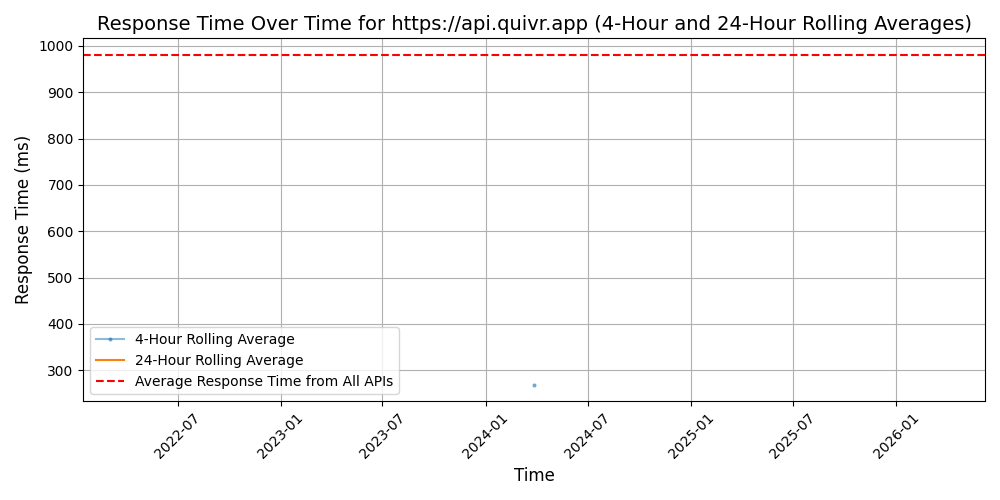 Response Time Over Time for https://api.quivr.app (4-Hour and 24-Hour Rolling Averages)
Response Time (ms)
1000
900
800
700
600
500
400
300
4-Hour Rolling Average
24-Hour Rolling Average
Average Response Time from All APIs
2022-07
2023-01
2023-07
2024-01
2024-07
2025-01
2025-07
2026-01
Time